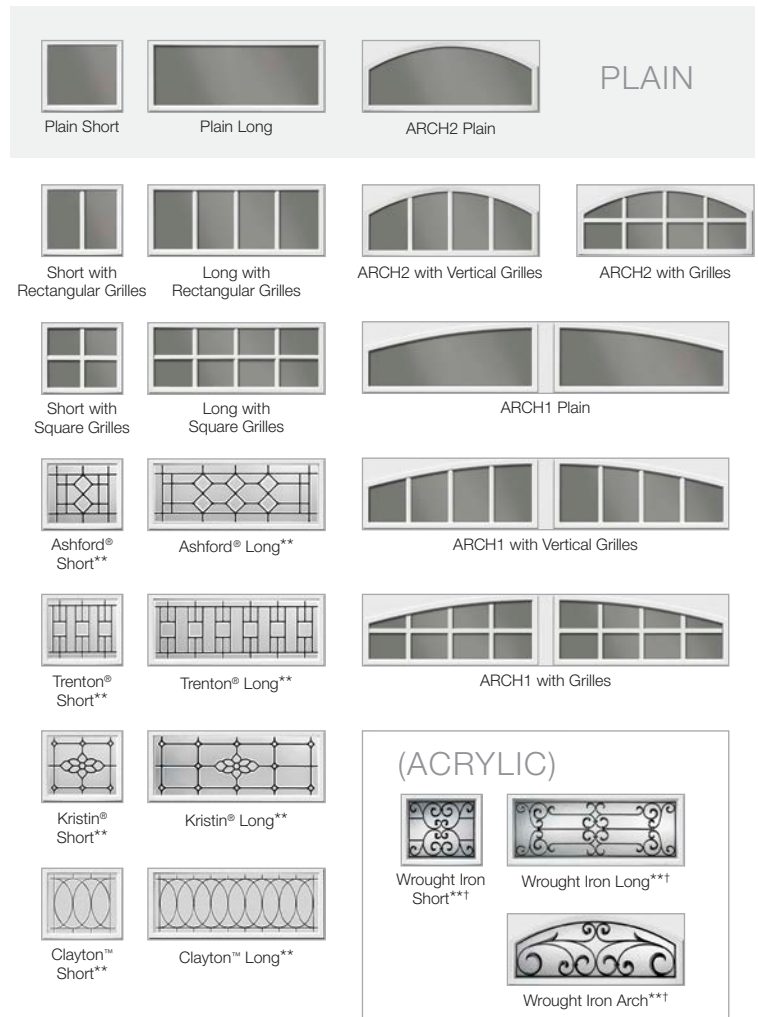 PLAIN
Plain Short
Plain Long
ARCH2 Plain
Short with
Rectangular Grilles
Long with
Rectangular Grilles
ARCH2 with Vertical Grilles
ARCH2 with Grilles
Short with
Square Grilles
Long with
Square Grilles
ARCH1 Plain
Ashford®
Short**
Ashford® Long**
ARCH1 with Vertical Grilles
Trenton®
Short**
Trenton® Long**
ARCH1 with Grilles
Kristin®
Short**
Kristin® Long**
Clayton™
Short**
Clayton™ Long**
(ACRYLIC)
Wrought Iron
Short**†
Wrought Iron Long**†
Wrought Iron Arch**†